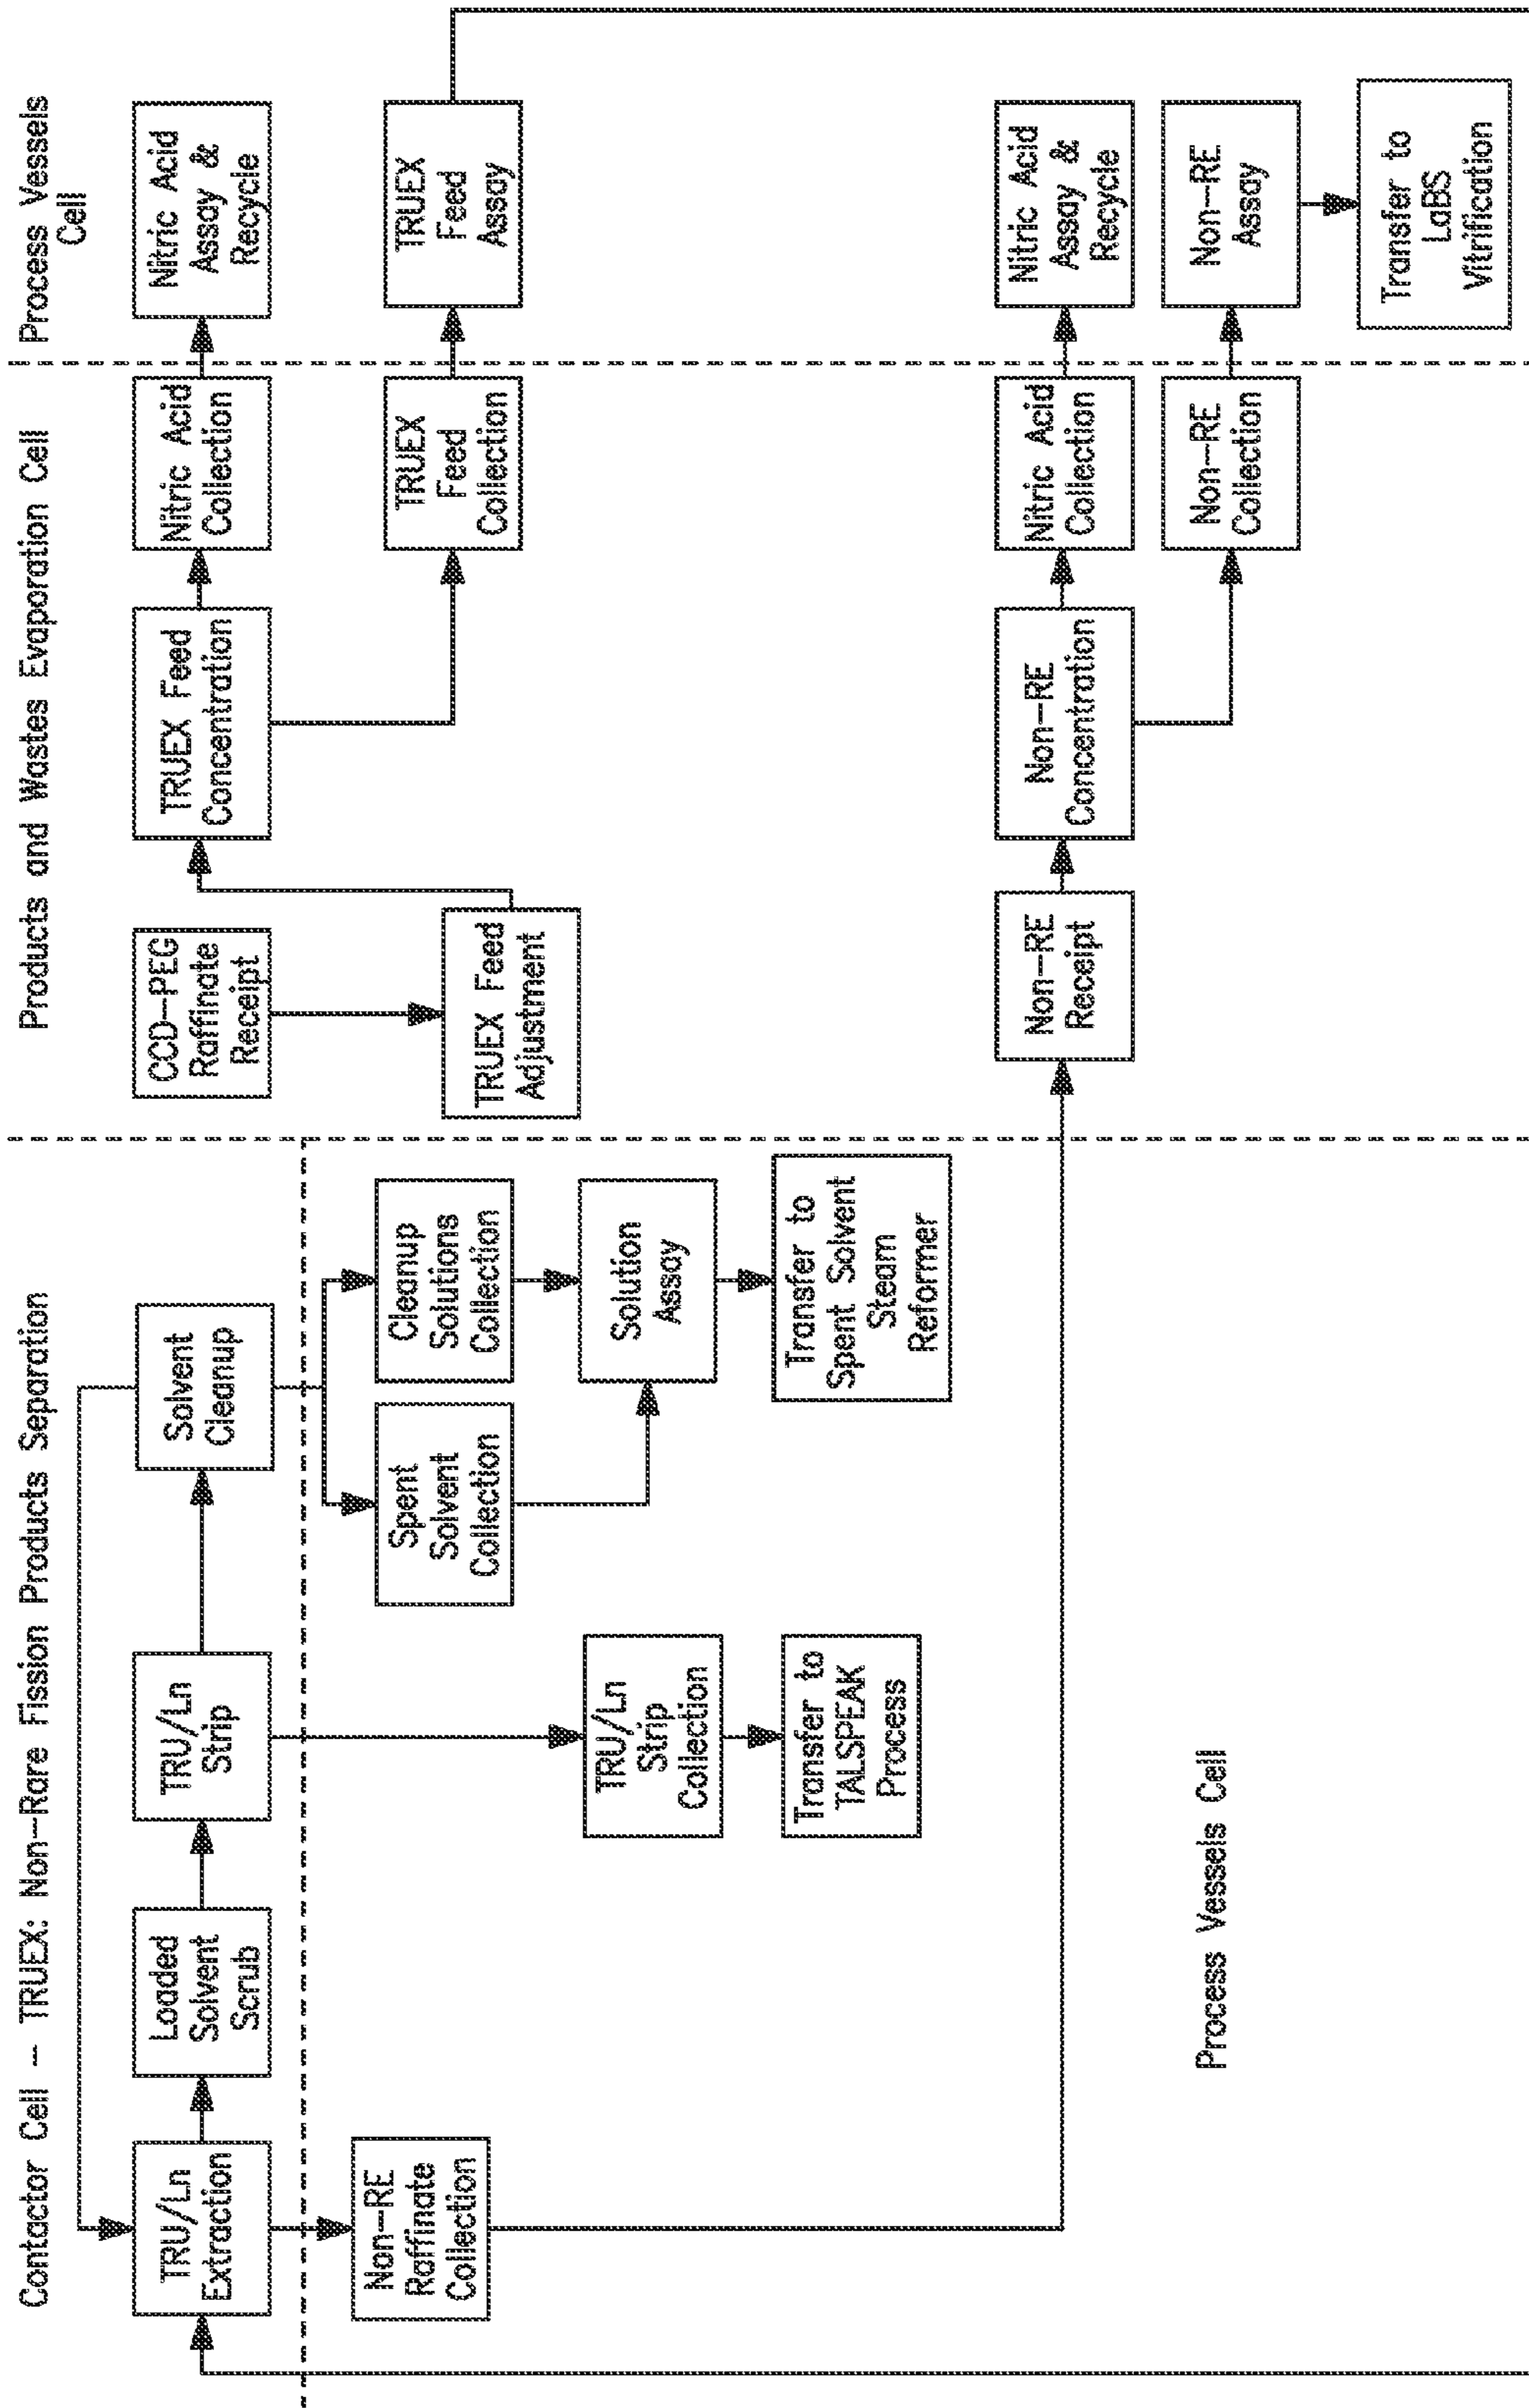 Contactor Cell - TRUEX: Non-Rare Fission Products Separation
Products and Wastes Evaporation Cell
Process Vessels
Cell
TRU/Ln
Extraction
Loaded
Solvent
Scrub
TRU/Ln
Strip
Solvent
Cleanup
CCD-PEG
Raffinate
Receipt
TRUEX Feed
Concentration
Nitric Acid
Collection
Nitric Acid
Assay &
Recycle
Non-RE
Raffinate
Collection
Spent
Solvent
Collection
Cleanup
Solutions
Collection
TRUEX Feed
Adjustment
TRUEX
Feed
Collection
TRUEX
Feed
Assay
TRU/Ln
Strip
Collection
Solution
Assay
Transfer to
TALSPEAK
Process
Transfer to
Spent Solvent
Steam
Reformer
Non-RE
Receipt
Non-RE
Concentration
Nitric Acid
Collection
Nitric Acid
Assay &
Recycle
Non-RE
Collection
Non-RE
Assay
Process Vessels Cell
Transfer to
LaBS
Vitrification